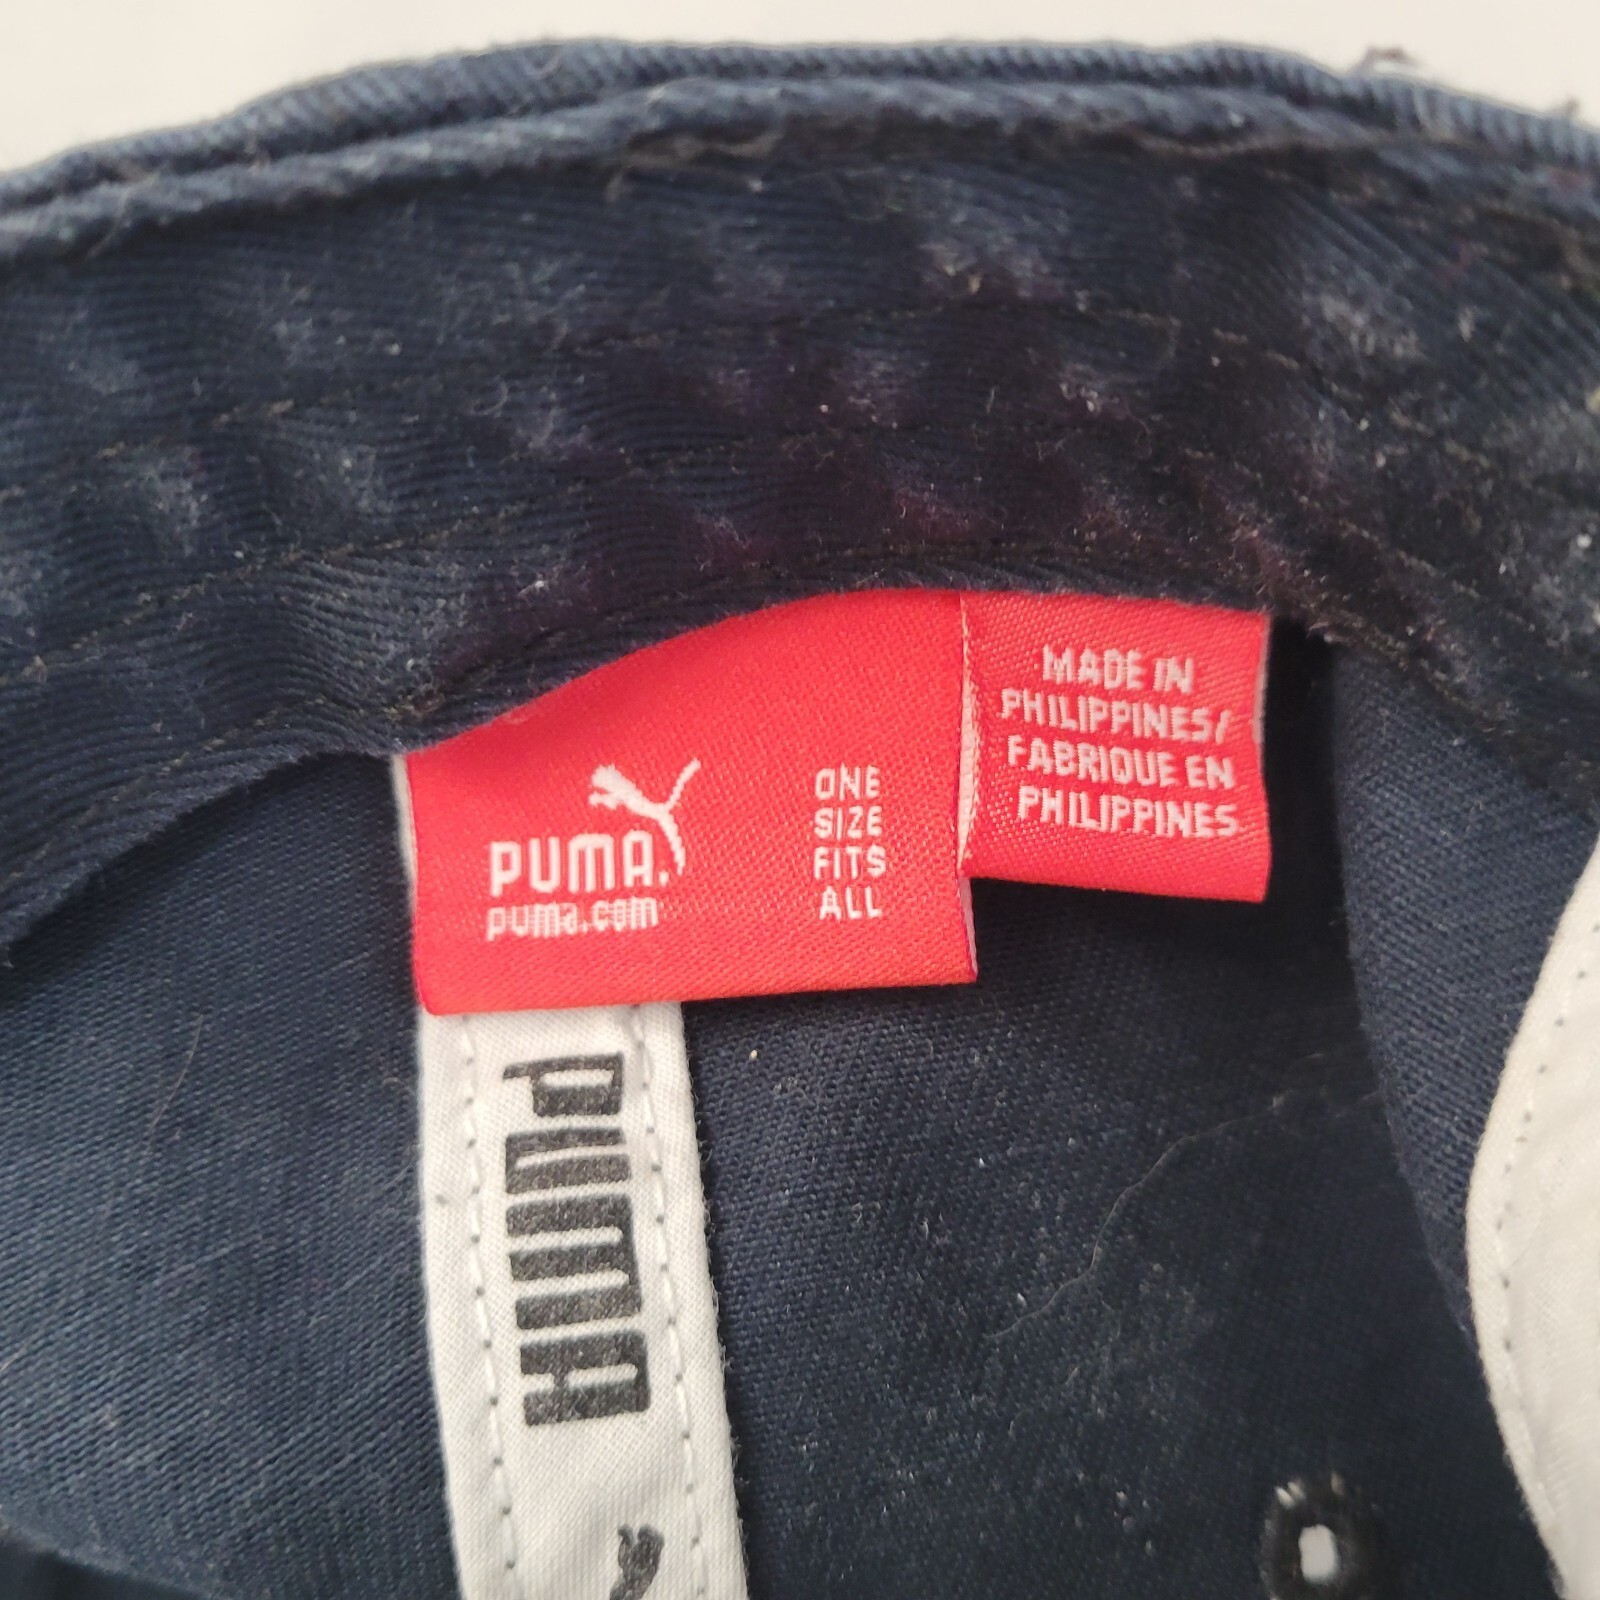 PUMA.
puma.com
ONE
SIZE
FITS
ALL
MADE IN
PHILIPPINES/
FABRIQUE EN
PHILIPPINES
PUMA